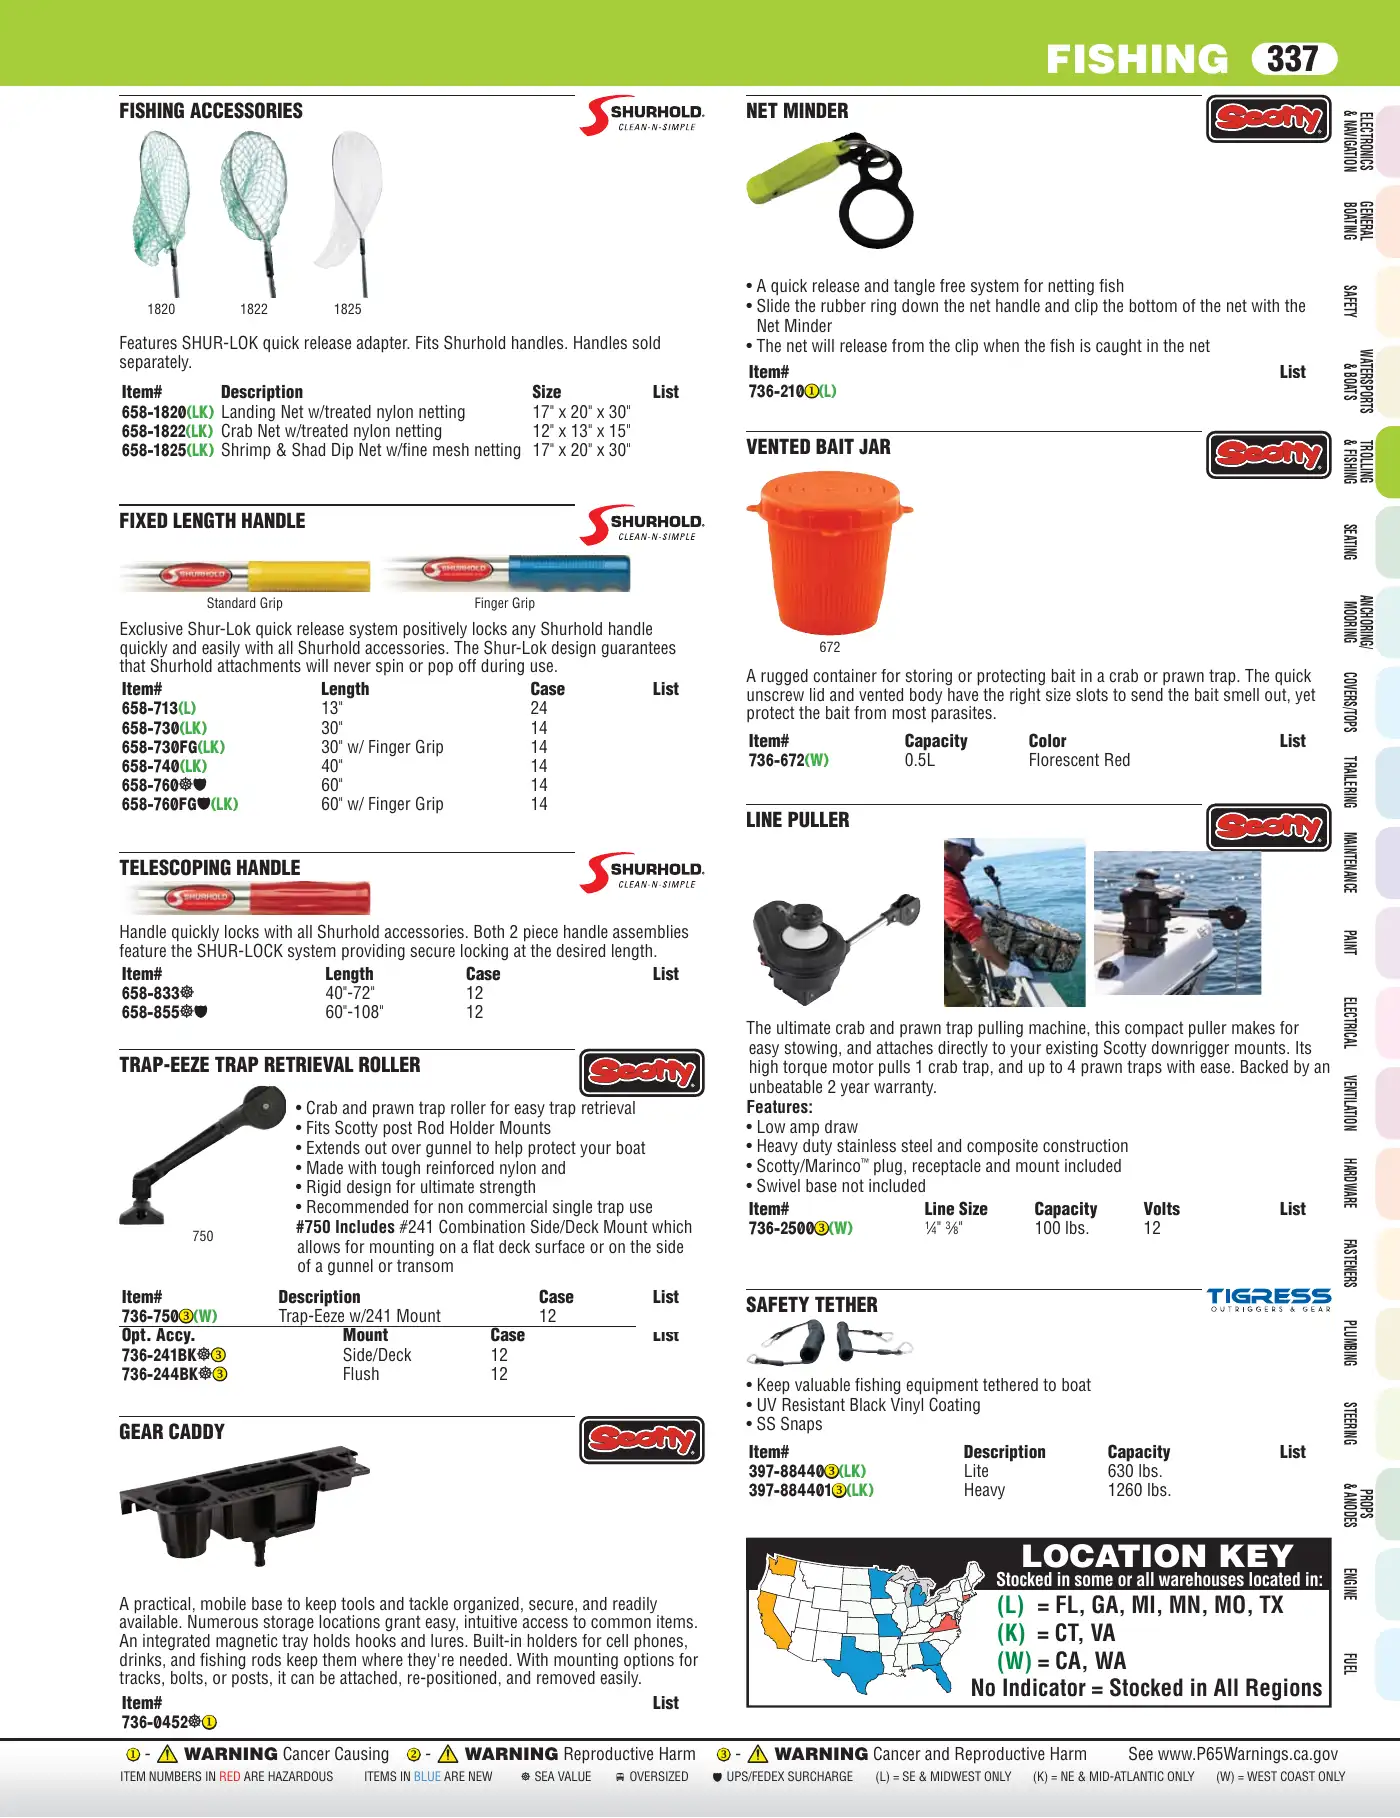 FISHING 337
FISHING ACCESSORIES
SHURHOLD
CLEAN-N-SIMPLE
1820 1822 1825
Features SHUR-LOK quick release adapter. Fits Shurhold handles. Handles sold
separately.
Item# Description Size List
658-1820(LK) Landing Net w/treated nylon netting 17" x 20" x 30"
658-1822(LK) Crab Net w/treated nylon netting 12" x 13" x 15"
658-1825(LK) Shrimp & Shad Dip Net w/fine mesh netting 17" x 20" x 30"
FIXED LENGTH HANDLE
SHURHOLD
CLEAN-N-SIMPLE
SHURHOLD SHURHOLD
Standard Grip Finger Grip
Exclusive Shur-Lok quick release system positively locks any Shurhold handle
quickly and easily with all Shurhold accessories. The Shur-Lok design guarantees
that Shurhold attachments will never spin or pop off during use.
Item# Length Case List
658-713(L) 13" 24
658-730(LK) 30" 14
658-730FG(LK) 30" w/ Finger Grip 14
658-740(LK) 40" 14
658-760 60" 14
658-760FG(LK) 60" w/ Finger Grip 14
TELESCOPING HANDLE
SHURHOLD
CLEAN-N-SIMPLE
SHURHOLD
Handle quickly locks with all Shurhold accessories. Both 2 piece handle assemblies
feature the SHUR-LOCK system providing secure locking at the desired length.
Item# Length Case List
658-833 40"-72" 12
658-855 60"-108" 12
TRAP-EEZE TRAP RETRIEVAL ROLLER
Scotty
• Crab and prawn trap roller for easy trap retrieval
• Fits Scotty post Rod Holder Mounts
• Extends out over gunnel to help protect your boat
• Made with tough reinforced nylon and
• Rigid design for ultimate strength
• Recommended for non commercial single trap use
750
#750 Includes #241 Combination Side/Deck Mount which
allows for mounting on a flat deck surface or on the side
of a gunnel or transom
Item# Description Case List
736-750 3 (W) Trap-Eeze w/241 Mount 12
Opt. Accy. Mount Case List
736-241BK 3 Side/Deck 12
736-244BK 3 Flush 12
GEAR CADDY
Scotty
A practical, mobile base to keep tools and tackle organized, secure, and readily
available. Numerous storage locations grant easy, intuitive access to common items.
An integrated magnetic tray holds hooks and lures. Built-in holders for cell phones,
drinks, and fishing rods keep them where they're needed. With mounting options for
tracks, bolts, or posts, it can be attached, re-positioned, and removed easily.
Item# List
736-0452 1
NET MINDER
Scotty
• A quick release and tangle free system for netting fish
• Slide the rubber ring down the net handle and clip the bottom of the net with the
Net Minder
• The net will release from the clip when the fish is caught in the net
Item# List
736-210 1 (L)
VENTED BAIT JAR
Scotty
672
A rugged container for storing or protecting bait in a crab or prawn trap. The quick
unscrew lid and vented body have the right size slots to send the bait smell out, yet
protect the bait from most parasites.
Item# Capacity Color List
736-672(W) 0.5L Florescent Red
LINE PULLER
Scotty
The ultimate crab and prawn trap pulling machine, this compact puller makes for
easy stowing, and attaches directly to your existing Scotty downrigger mounts. Its
high torque motor pulls 1 crab trap, and up to 4 prawn traps with ease. Backed by an
unbeatable 2 year warranty.
Features:
• Low amp draw
• Heavy duty stainless steel and composite construction
• Scotty/Marinco™ plug, receptacle and mount included
• Swivel base not included
Item# Line Size Capacity Volts List
736-2500 3 (W) ¼" ⅜" 100 lbs. 12
SAFETY TETHER
TIGRESS
OUTRIGGERS & GEAR
• Keep valuable fishing equipment tethered to boat
• UV Resistant Black Vinyl Coating
• SS Snaps
Item# Description Capacity List
397-88440 3 (LK) Lite 630 lbs.
397-884401 3 (LK) Heavy 1260 lbs.
LOCATION KEY
Stocked in some or all warehouses located in:
(L) = FL, GA, MI, MN, MO, TX
(K) = CT, VA
(W) = CA, WA
No Indicator = Stocked in All Regions
ELECTRONICS
& NAVIGATION
GENERAL
BOATING
SAFETY
WATERSPORTS
& BOATS
TROLLING
& FISHING
SEATING
ANCHORING/
MOORING
COVERS/TOPS
TRAILERING
MAINTENANCE
PAINT
ELECTRICAL
VENTILATION
HARDWARE
FASTENERS
PLUMBING
STEERING
PROPS
& ANODES
ENGINE
FUEL
1 - WARNING Cancer Causing 2 - WARNING Reproductive Harm 3 - WARNING Cancer and Reproductive Harm See www.P65Warnings.ca.gov
ITEM NUMBERS IN RED ARE HAZARDOUS ITEMS IN BLUE ARE NEW SEA VALUE OVERSIZED UPS/FEDEX SURCHARGE (L) = SE & MIDWEST ONLY (K) = NE & MID-ATLANTIC ONLY (W) = WEST COAST ONLY